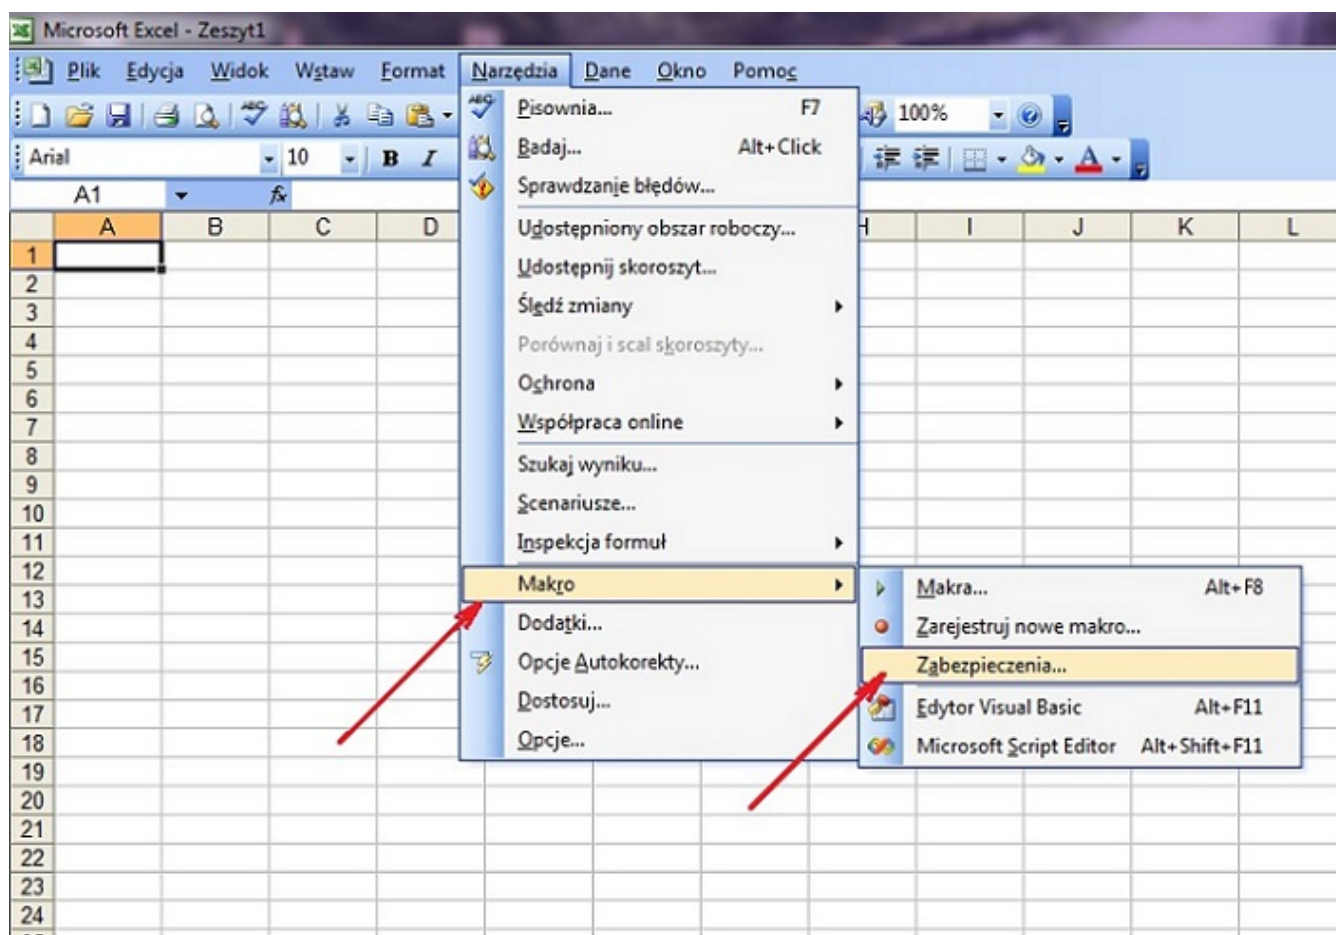 Microsoft Excel - Zeszyt1
Plik Edycja Widok Wstaw Format Narzędzia Dane Okno Pomoc
100%
Arial 10 B I A
A1 fx
A B C D H I J K L
1
2
3
4
5
6
7
8
9
10
11
12
13
14
15
16
17
18
19
20
21
22
23
24
Pisownia... F7
Badaj... Alt+Click
Sprawdzanie błędów...
Udostępniony obszar roboczy...
Udostępnij skoroszyt...
Śledź zmiany
Porównaj i scal skoroszyty...
Ochrona
Współpraca online
Szukaj wyniku...
Scenariusze...
Inspekcja formuł
Makro
Dodatki...
Opcje Autokorekty...
Dostosuj...
Opcje...
Makra... Alt+F8
Zarejestruj nowe makro...
Zabezpieczenia...
Edytor Visual Basic Alt+F11
Microsoft Script Editor Alt+Shift+F11